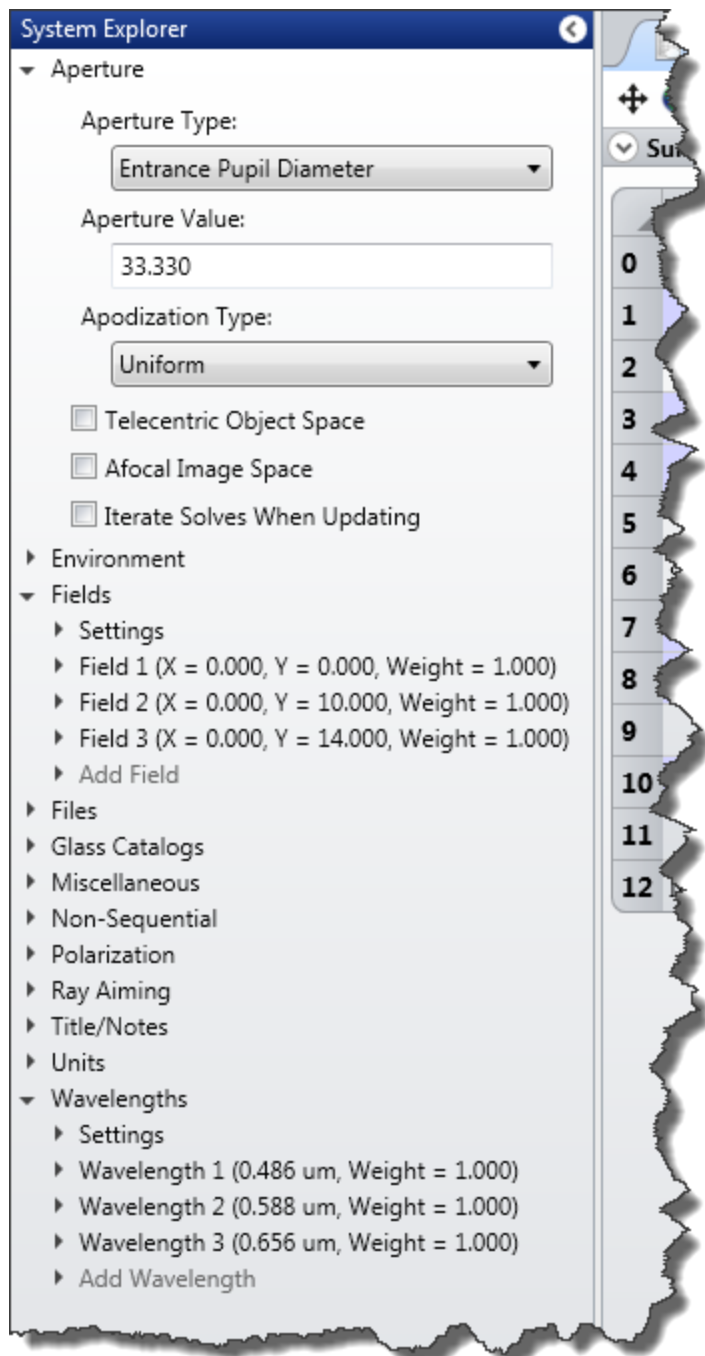 System Explorer
Aperture
Aperture Type:
Entrance Pupil Diameter
Aperture Value:
33.330
Apodization Type:
Uniform
Telecentric Object Space
Afocal Image Space
Iterate Solves When Updating
Environment
Fields
Settings
Field 1 (X = 0.000, Y = 0.000, Weight = 1.000)
Field 2 (X = 0.000, Y = 10.000, Weight = 1.000)
Field 3 (X = 0.000, Y = 14.000, Weight = 1.000)
Add Field
Files
Glass Catalogs
Miscellaneous
Non-Sequential
Polarization
Ray Aiming
Title/Notes
Units
Wavelengths
Settings
Wavelength 1 (0.486 um, Weight = 1.000)
Wavelength 2 (0.588 um, Weight = 1.000)
Wavelength 3 (0.656 um, Weight = 1.000)
Add Wavelength
0
1
2
3
4
5
6
7
8
9
10
11
12